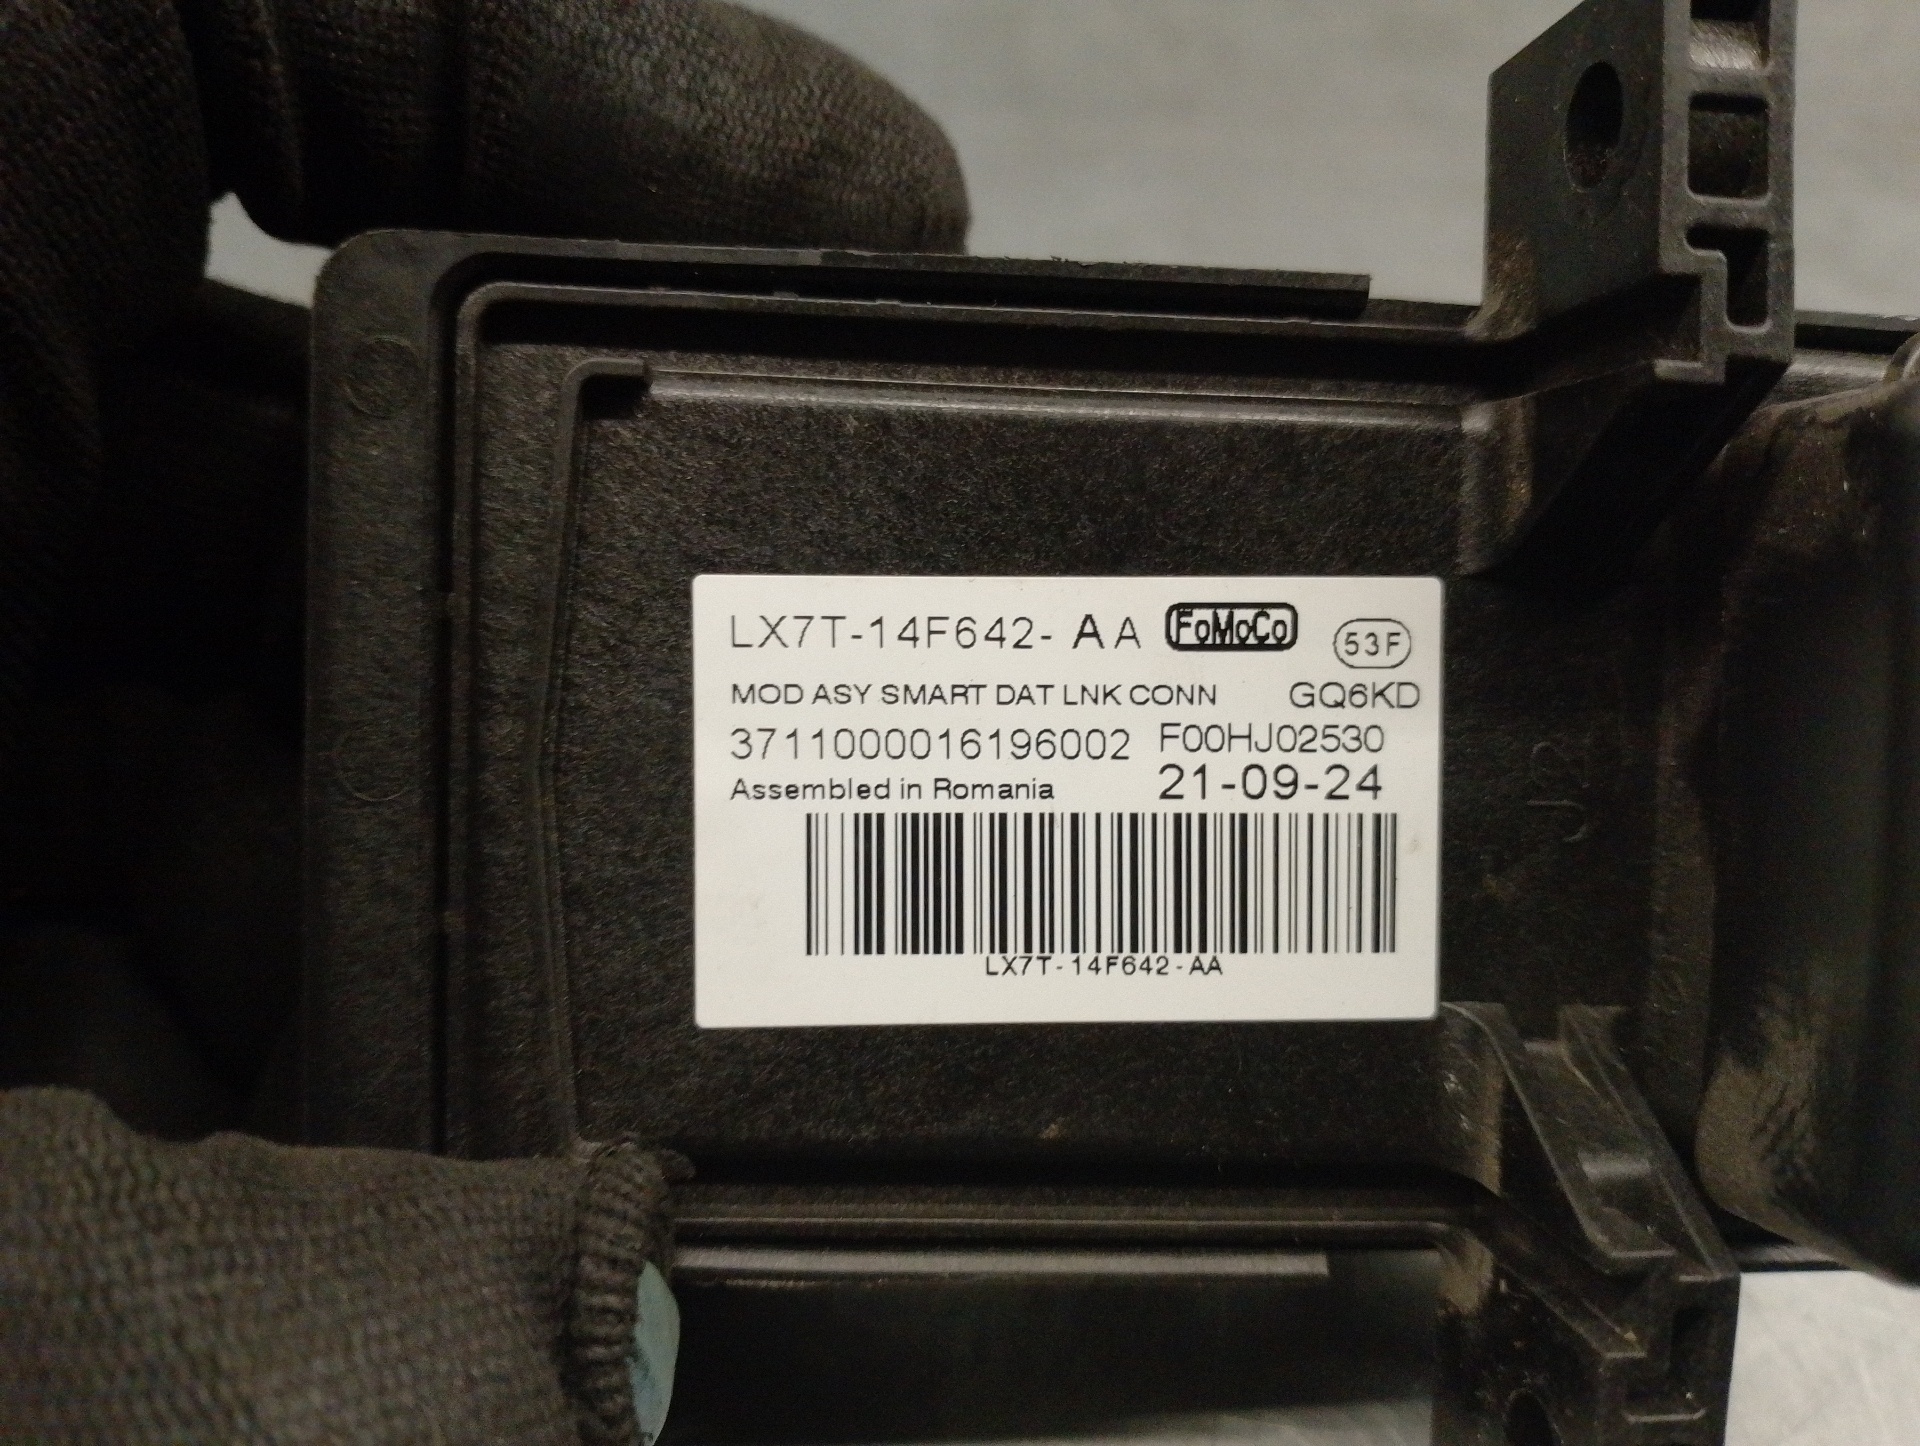 LX7T-14F642- AA FoMoCo 53F
MOD ASY SMART DAT LNK CONN GQ6KD
3711000016196002 F00HJ02530
Assembled in Romania 21-09-24
LX7T-14F642-AA
J2